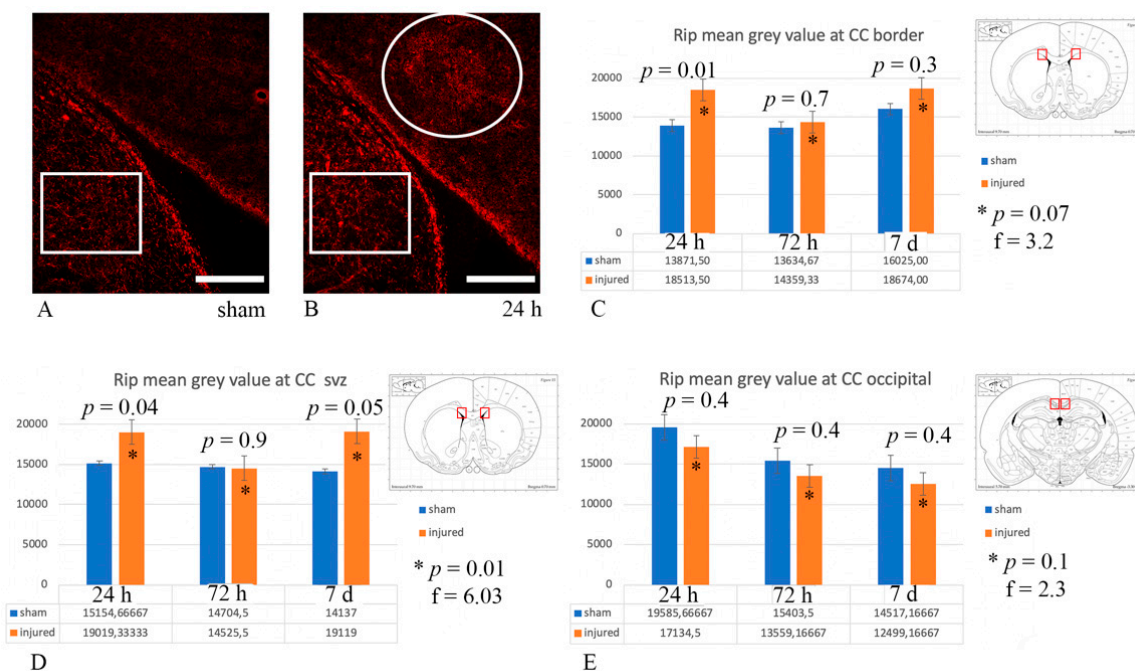 A
sham
B
24 h
Rip mean grey value at CC border
p = 0.01
p = 0.7
p = 0.3
20000
15000
10000
5000
0
*
*
*
24 h
72 h
7 d
sham
13871,50
13634,67
16025,00
injured
18513,50
14359,33
18674,00
sham
injured
* p = 0.07
f = 3.2
C
Rip mean grey value at CC svz
p = 0.04
p = 0.9
p = 0.05
20000
15000
10000
5000
0
*
*
*
24 h
72 h
7 d
sham
15154,66667
14704,5
14137
injured
19019,33333
14525,5
19119
sham
injured
* p = 0.01
f = 6.03
D
Rip mean grey value at CC occipital
p = 0.4
p = 0.4
p = 0.4
20000
15000
10000
5000
0
*
*
*
24 h
72 h
7 d
sham
19585,66667
15403,5
14517,16667
injured
17134,5
13559,16667
12499,16667
sham
injured
* p = 0.1
f = 2.3
E